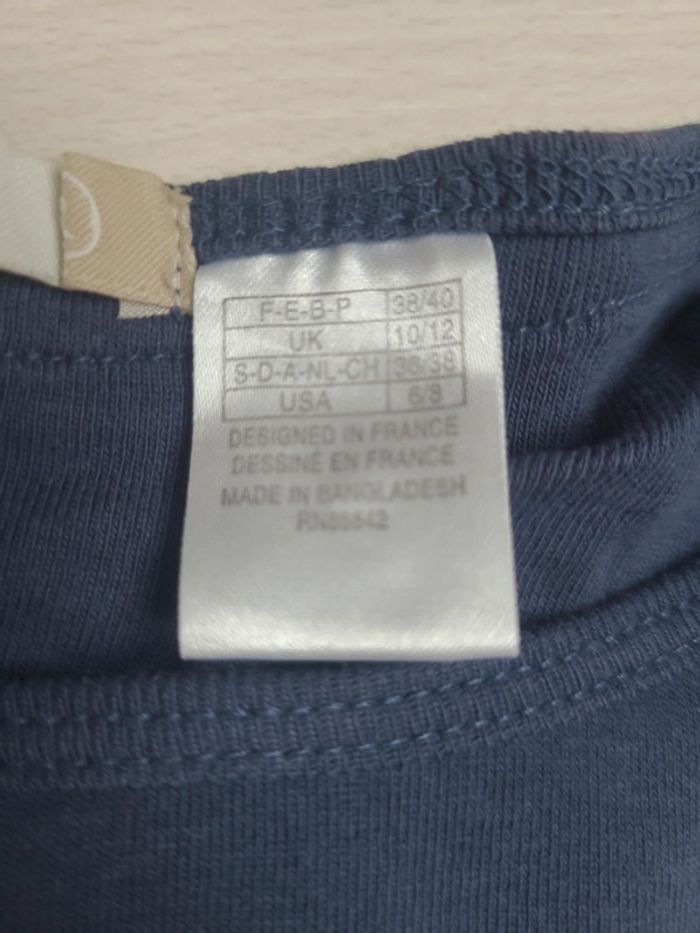 F-E-B-P 38/40
UK 10/12
S-D-A-NL-CH 36/38
USA 6/8
DESIGNED IN FRANCE
DESSINÉ EN FRANCE
MADE IN BANGLADESH